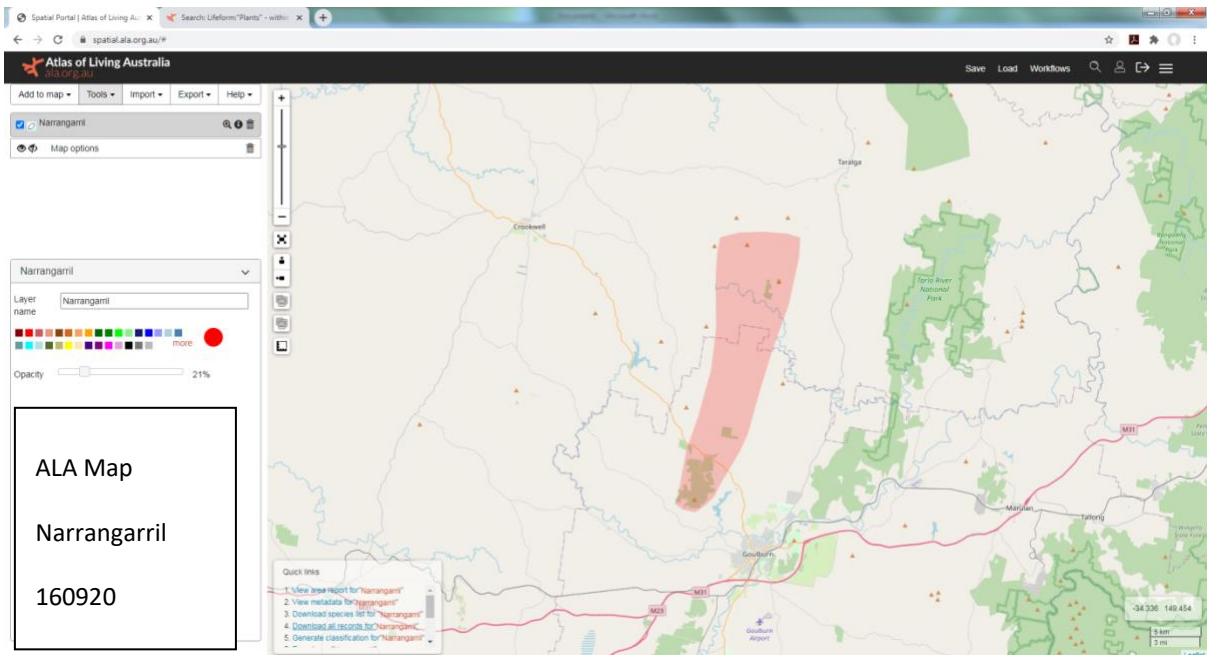 Spatial Portal | Atlas of Living Au
Search: Lifeform:"Plants" - within
spatial.ala.org.au/#
Atlas of Living Australia
ala.org.au
Save Load Workflows
Add to map Tools Import Export Help
Narrangarril
Map options
Narrangarril
Layer name
Narrangarril
more
Opacity
21%
ALA Map
Narrangarril
160920
Quick links
1. View area report for "Narrangarril"
2. View metadata for "Narrangarril"
3. Download species list for "Narrangarril"
4. Download all records for "Narrangarril"
5. Generate classification for "Narrangarril"
Taralga
Crookwell
Tarlo River
National
Park
M31
Marulan
Tallong
Goulburn
M31
M23
Goulburn
Airport
-34.336 149.454
5 km
3 mi
Leaflet